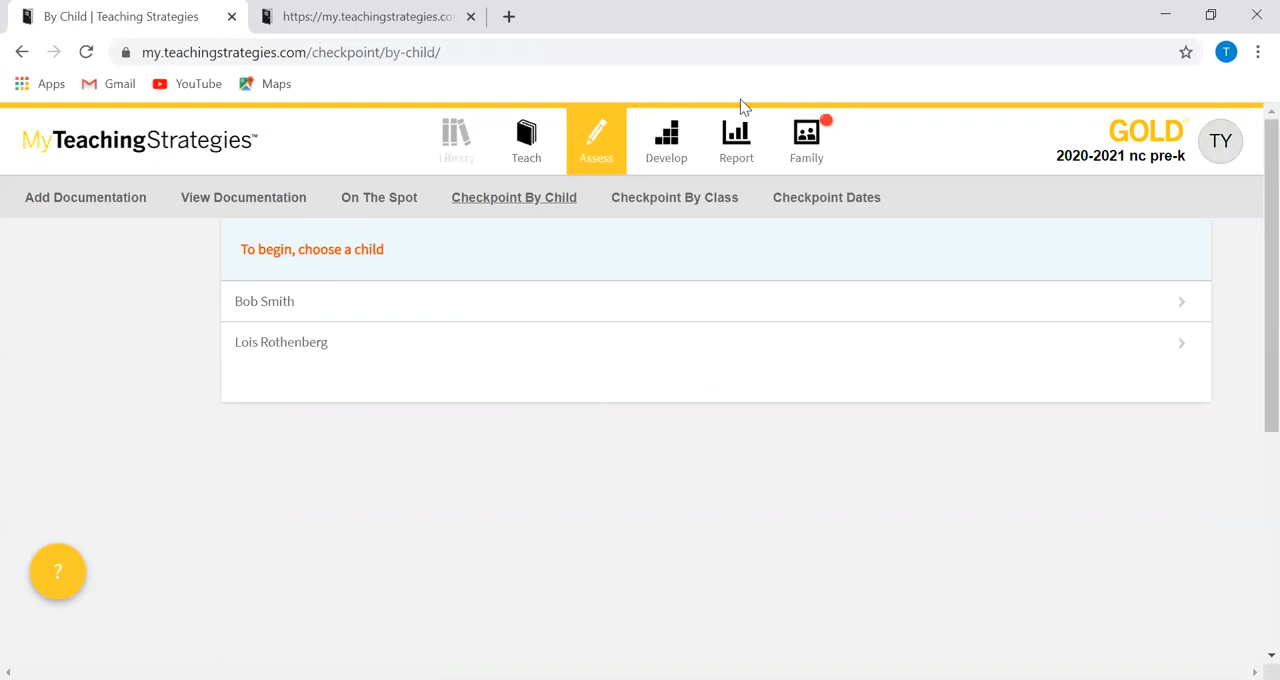 By Child | Teaching Strategies
https://my.teachingstrategies.co
my.teachingstrategies.com/checkpoint/by-child/
T
Apps
Gmail
YouTube
Maps
MyTeachingStrategies™
Library
Teach
Assess
Develop
Report
Family
GOLD®
2020-2021 nc pre-k
TY
Add Documentation
View Documentation
On The Spot
Checkpoint By Child
Checkpoint By Class
Checkpoint Dates
To begin, choose a child
Bob Smith
Lois Rothenberg
?